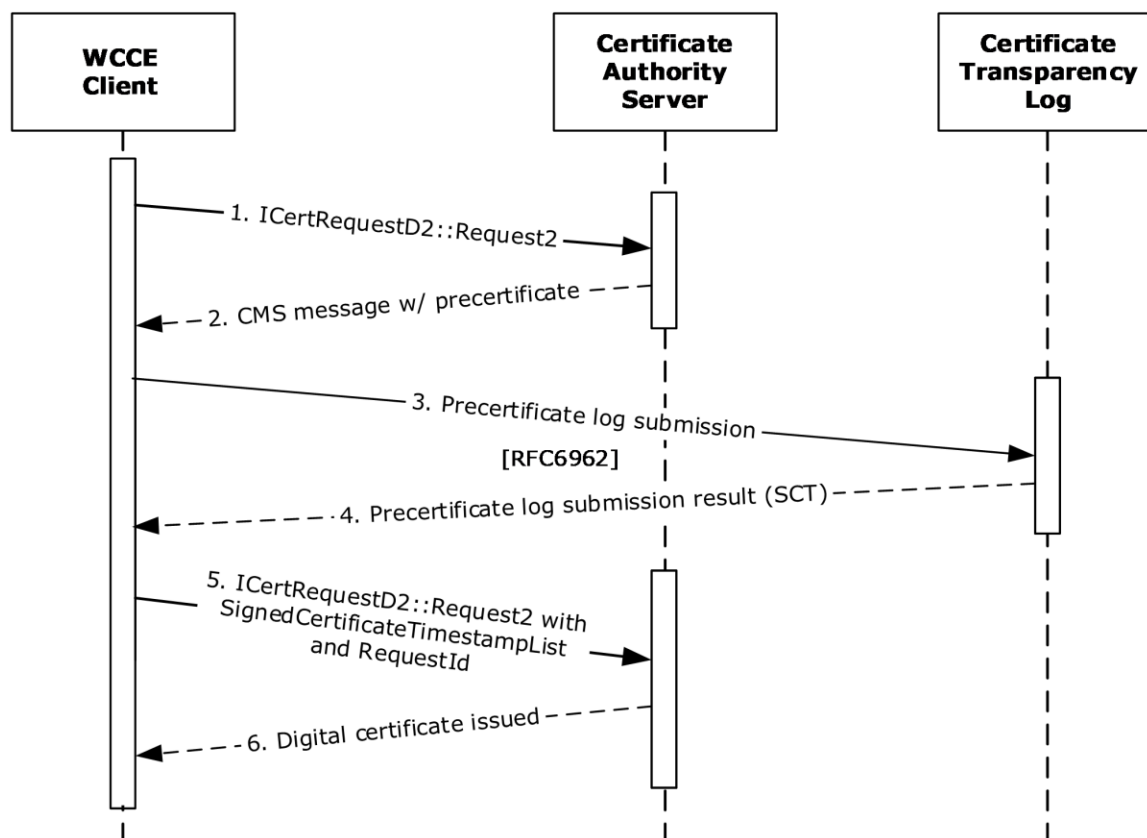 WCCE
Client
Certificate
Authority
Server
Certificate
Transparency
Log
1. ICertRequestD2::Request2
2. CMS message w/ precertificate
3. Precertificate log submission
[RFC6962]
4. Precertificate log submission result (SCT)
5. ICertRequestD2::Request2 with
SignedCertificateTimestampList
and RequestId
6. Digital certificate issued